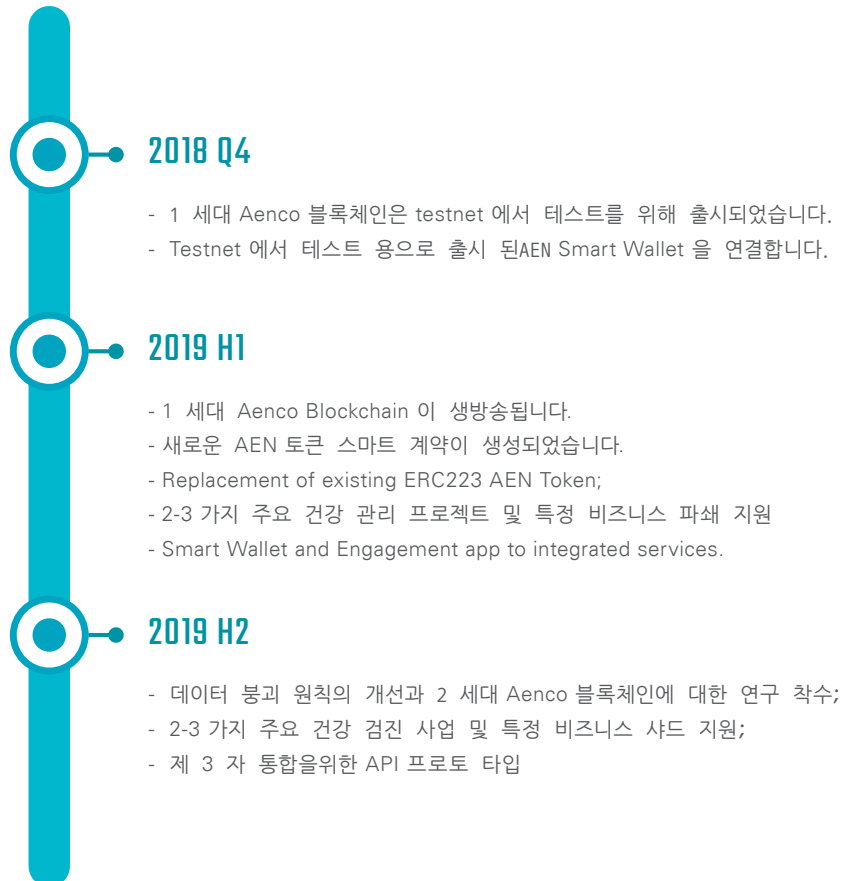 2018 Q4
- 1 세대 Aenco 블록체인은 testnet 에서 테스트를 위해 출시되었습니다.
- Testnet 에서 테스트 용으로 출시 된AEN Smart Wallet 을 연결합니다.
2019 H1
- 1 세대 Aenco Blockchain 이 생방송됩니다.
- 새로운 AEN 토큰 스마트 계약이 생성되었습니다.
- Replacement of existing ERC223 AEN Token;
- 2-3 가지 주요 건강 관리 프로젝트 및 특정 비즈니스 파쇄 지원
- Smart Wallet and Engagement app to integrated services.
2019 H2
- 데이터 붕괴 원칙의 개선과 2 세대 Aenco 블록체인에 대한 연구 착수;
- 2-3 가지 주요 건강 검진 사업 및 특정 비즈니스 샤드 지원;
- 제 3 자 통합을위한 API 프로토 타입